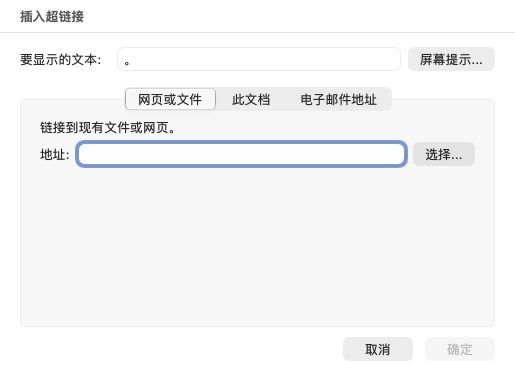 插入超链接
要显示的文本: 。 屏幕提示...
网页或文件 此文档 电子邮件地址
链接到现有文件或网页。
地址: 选择...
取消 确定